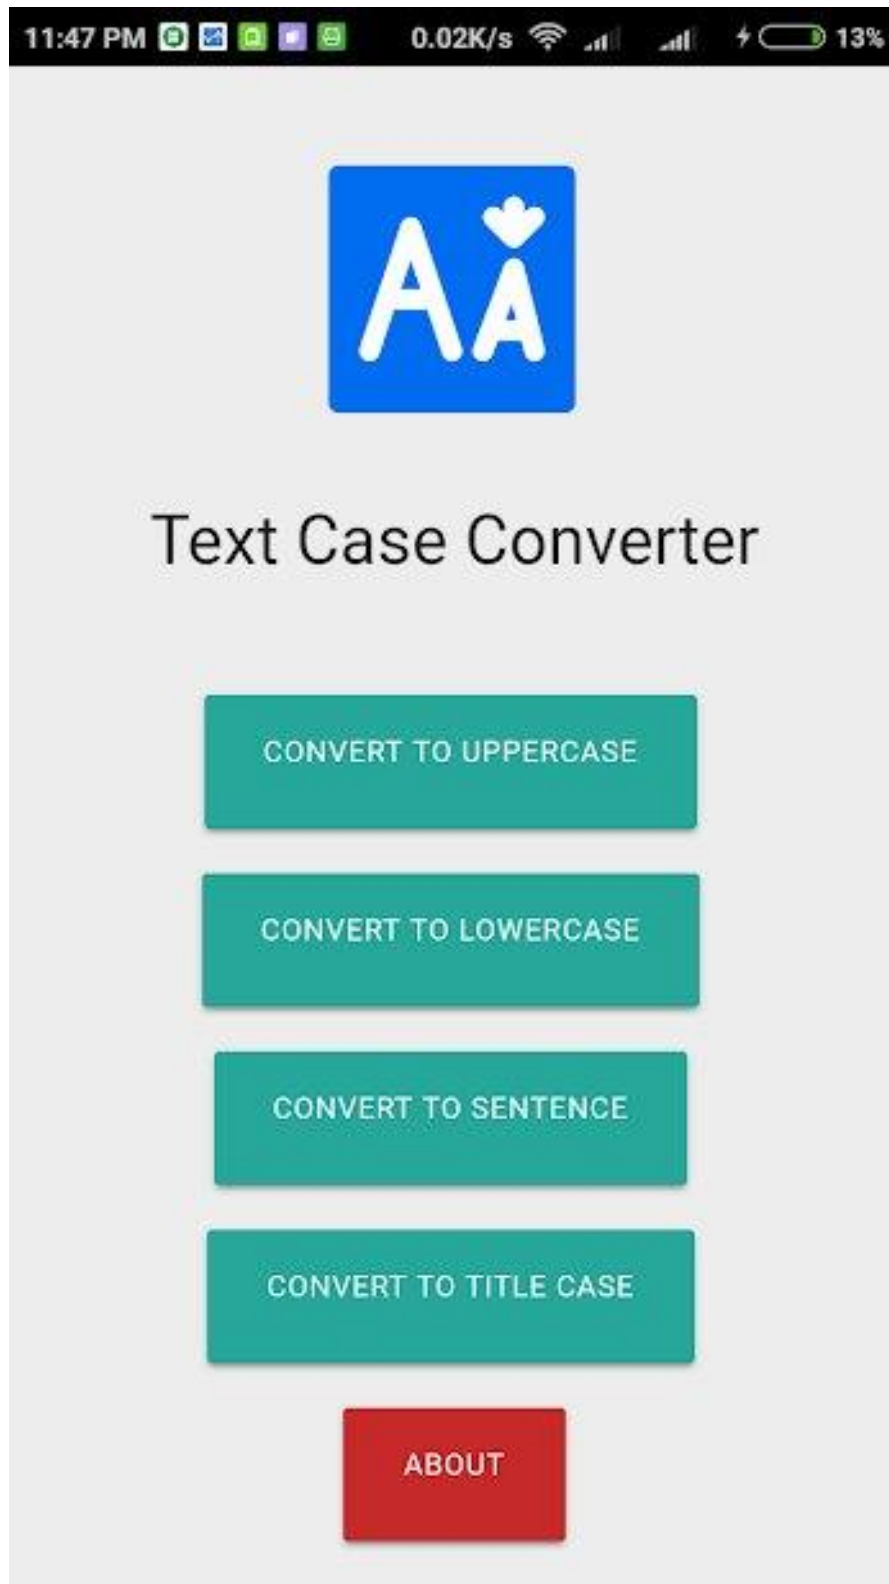 11:47 PM 0.02K/s 13%
AA
Text Case Converter
CONVERT TO UPPERCASE
CONVERT TO LOWERCASE
CONVERT TO SENTENCE
CONVERT TO TITLE CASE
ABOUT